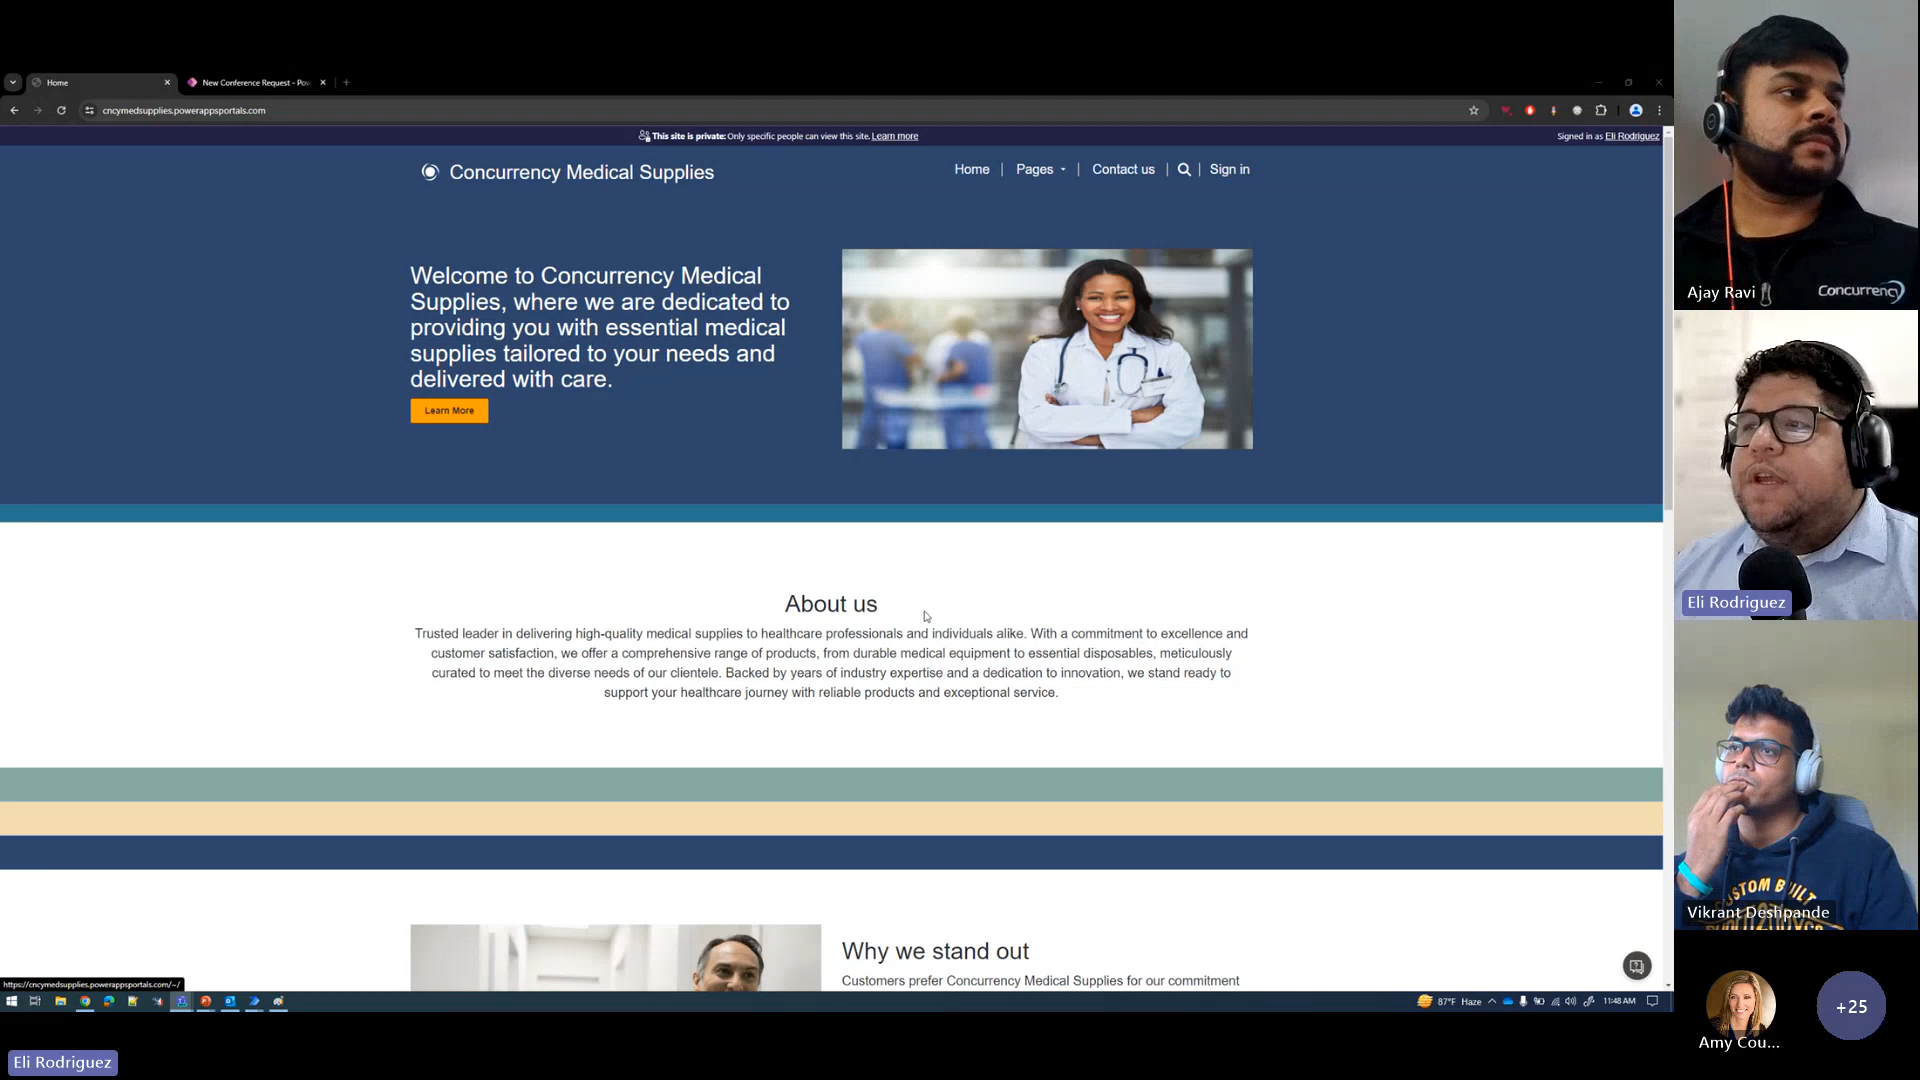 Home
New Conference Request - Po
cncymedsupplies.powerappsportals.com
This site is private: Only specific people can view this site. Learn more
Signed in as Eli Rodriguez
Concurrency Medical Supplies
Home
Pages
Contact us
Sign in
Welcome to Concurrency Medical
Supplies, where we are dedicated to
providing you with essential medical
supplies tailored to your needs and
delivered with care.
Learn More
About us
Trusted leader in delivering high-quality medical supplies to healthcare professionals and individuals alike. With a commitment to excellence and
customer satisfaction, we offer a comprehensive range of products, from durable medical equipment to essential disposables, meticulously
curated to meet the diverse needs of our clientele. Backed by years of industry expertise and a dedication to innovation, we stand ready to
support your healthcare journey with reliable products and exceptional service.
Why we stand out
Customers prefer Concurrency Medical Supplies for our commitment
https://cncymedsupplies.powerappsportals.com/~/
87°F Haze
11:48 AM
Eli Rodriguez
Ajay Ravi
Concurrency
Eli Rodriguez
STOM BUILT
Vikrant Deshpande
Amy Cou...
+25